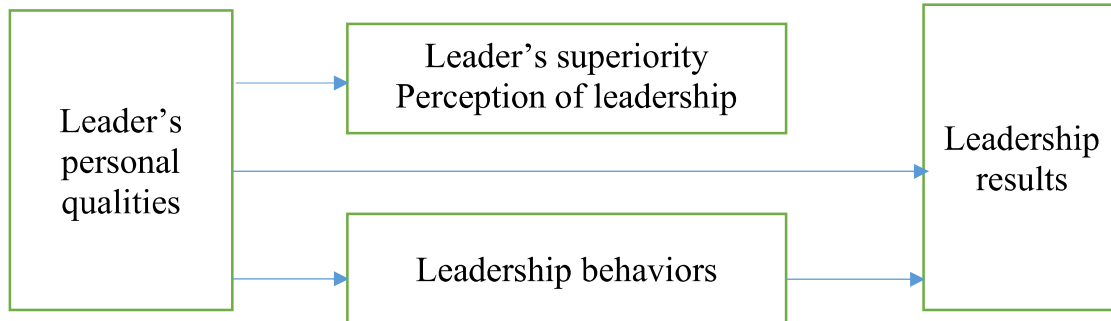 Leader’s
personal
qualities
Leader’s superiority
Perception of leadership
Leadership behaviors
Leadership
results